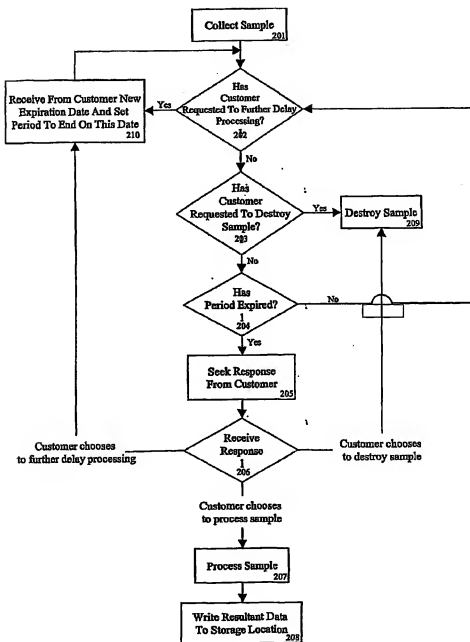 Collect Sample
201
Has
Customer
Requested To Further Delay
Processing?
202
Yes
Receive From Customer New
Expiration Date And Set
Period To End On This Date
210
No
Has
Customer
Requested To Destroy
Sample?
203
Yes
Destroy Sample
209
No
Has
Period Expired?
1
204
No
Yes
Seek Response
From Customer
205
Receive
Response
1
206
Customer chooses
to further delay processing
Customer chooses
to destroy sample
Customer chooses
to process sample
Process Sample
207
Write Resultant Data
To Storage Location
208